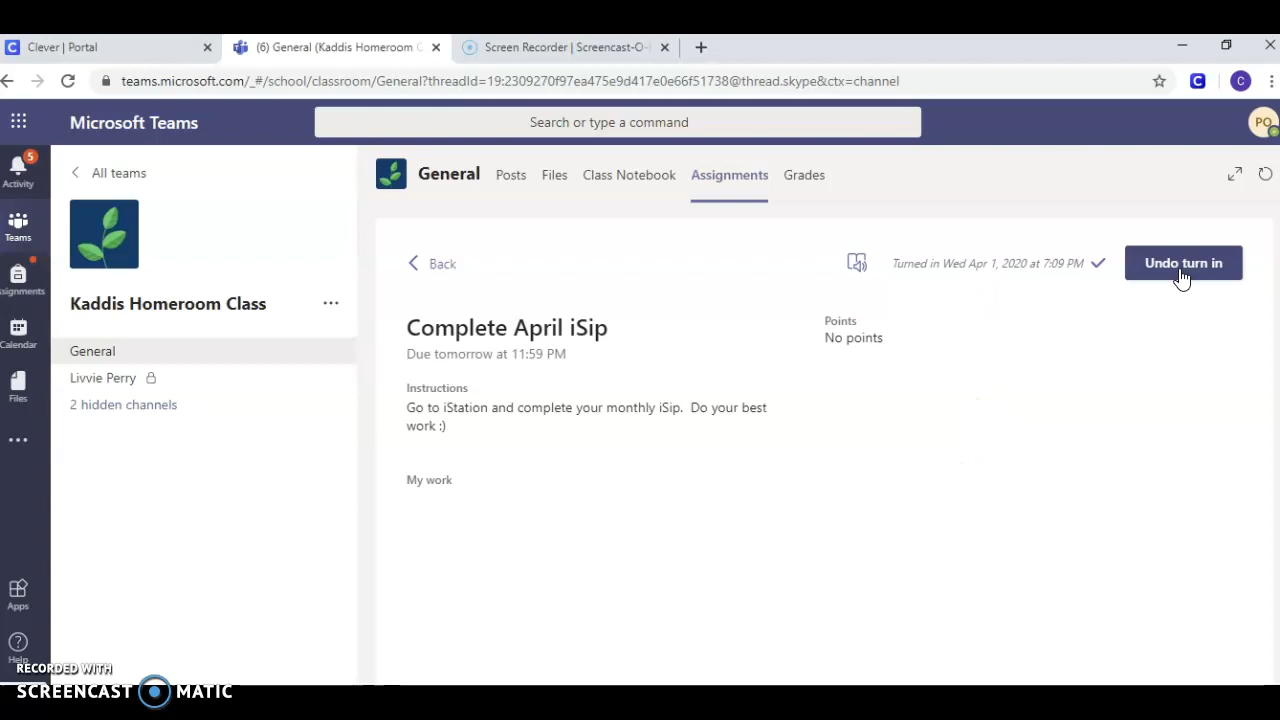 Clever | Portal
(6) General (Kaddis Homeroom C
Screen Recorder | Screencast-O-
teams.microsoft.com/_#/school/classroom/General?threadId=19:2309270f97ea475e9d417e0e66f51738@thread.skype&ctx=channel
C
C
Microsoft Teams
Search or type a command
PO
5
Activity
Teams
ssignments
Calendar
Files
Apps
Help
All teams
Kaddis Homeroom Class
General
Livvie Perry
2 hidden channels
General
Posts
Files
Class Notebook
Assignments
Grades
Back
Turned in Wed Apr 1, 2020 at 7:09 PM
Undo turn in
Complete April iSip
Due tomorrow at 11:59 PM
Points
No points
Instructions
Go to iStation and complete your monthly iSip.  Do your best
work :)
My work
RECORDED WITH
SCREENCAST MATIC